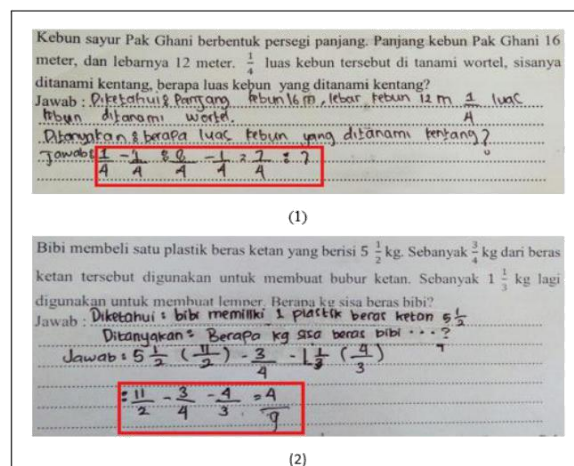 Kebun sayur Pak Ghani berbentuk persegi panjang. Panjang kebun Pak Ghani 16
meter, dan lebarnya 12 meter. 1/4 luas kebun tersebut di tanami wortel, sisanya
ditanami kentang, berapa luas kebun yang ditanami kentang?
Jawab : Diketahui : Panjang kebun 16 m, lebar kebun 12 m 1/4 luas
kebun ditanami wortel.
Ditanyakan : berapa luas kebun yang ditanami kentang ?
Jawab : 1/4 - 1/4 : 8/4 - 1/4 = 7/4 : 7
(1)
Bibi membeli satu plastik beras ketan yang berisi 5 1/2 kg. Sebanyak 3/4 kg dari beras
ketan tersebut digunakan untuk membuat bubur ketan. Sebanyak 1 1/3 kg lagi
digunakan untuk membuat lemper. Berapa kg sisa beras bibi?
Jawab : Diketahui : bibi memiliki 1 plastik beras ketan 5 1/2
Ditanyakan : Berapa kg sisa beras bibi ... ?
Jawab : 5 1/2 (11/2) - 3/4 - 1 1/3 (4/3)
: 11/2 - 3/4 - 4/3 = 4/9
(2)